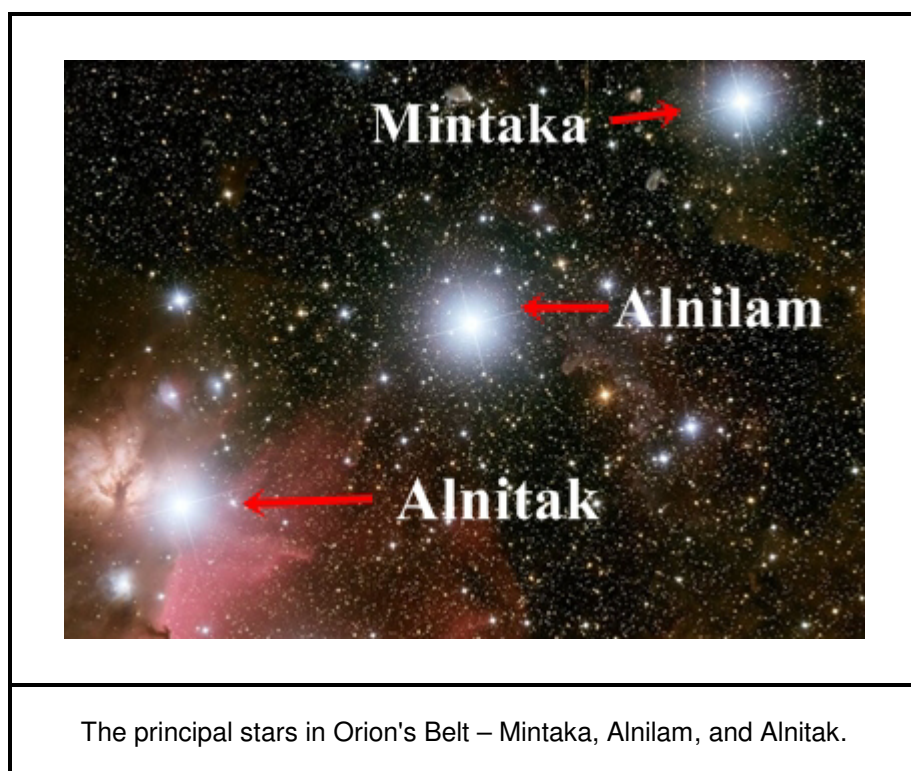 Mintaka
Alnilam
Alnitak
The principal stars in Orion's Belt – Mintaka, Alnilam, and Alnitak.